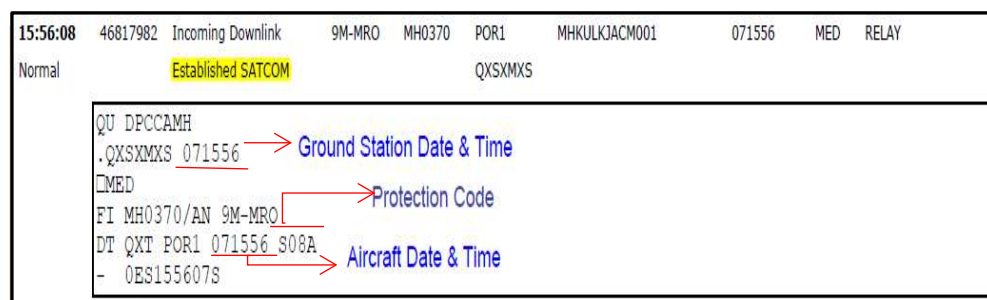 15:56:08 46817982 Incoming Downlink 9M-MRO MH0370 POR1 MHKULKJACM001 071556 MED RELAY
Normal Established SATCOM QXSXMXS
QU DPCCAMH
.QXSXMXS 071556 Ground Station Date & Time
□MED
Protection Code
FI MH0370/AN 9M-MRO
DT QXT POR1 071556 S08A
Aircraft Date & Time
- 0ES155607S